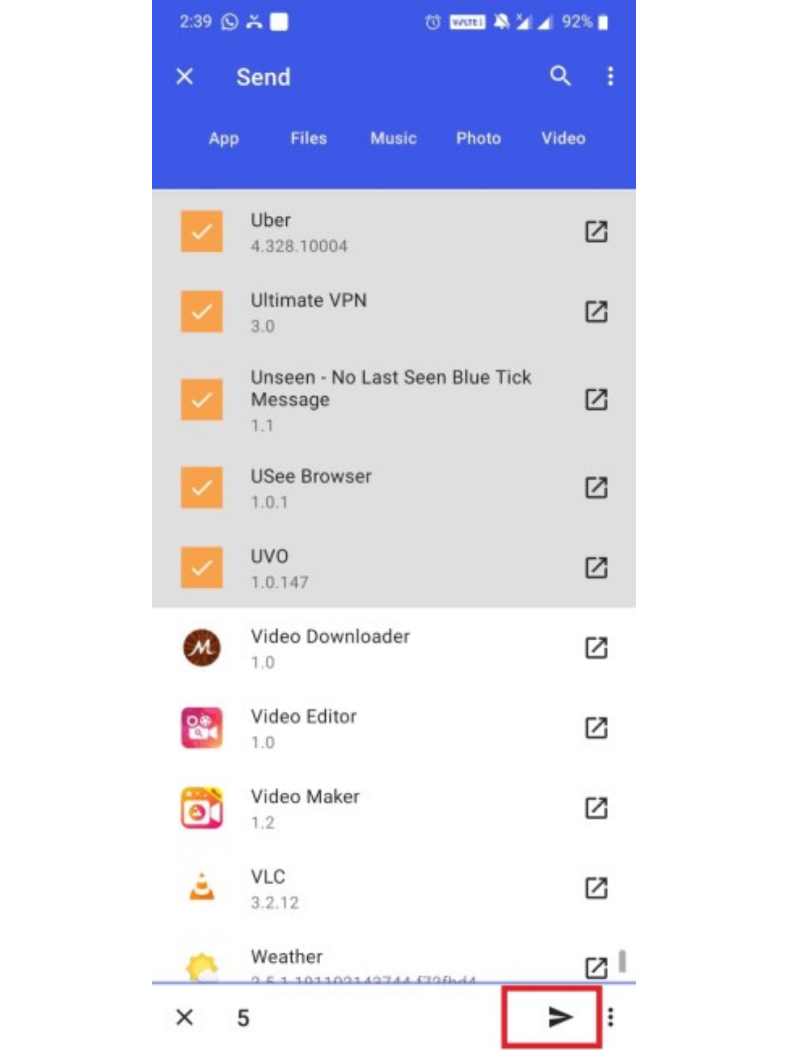 2:39 92%
Send
App Files Music Photo Video
Uber
4.328.10004
Ultimate VPN
3.0
Unseen - No Last Seen Blue Tick
Message
1.1
USee Browser
1.0.1
UVO
1.0.147
Video Downloader
1.0
Video Editor
1.0
Video Maker
1.2
VLC
3.2.12
Weather
5